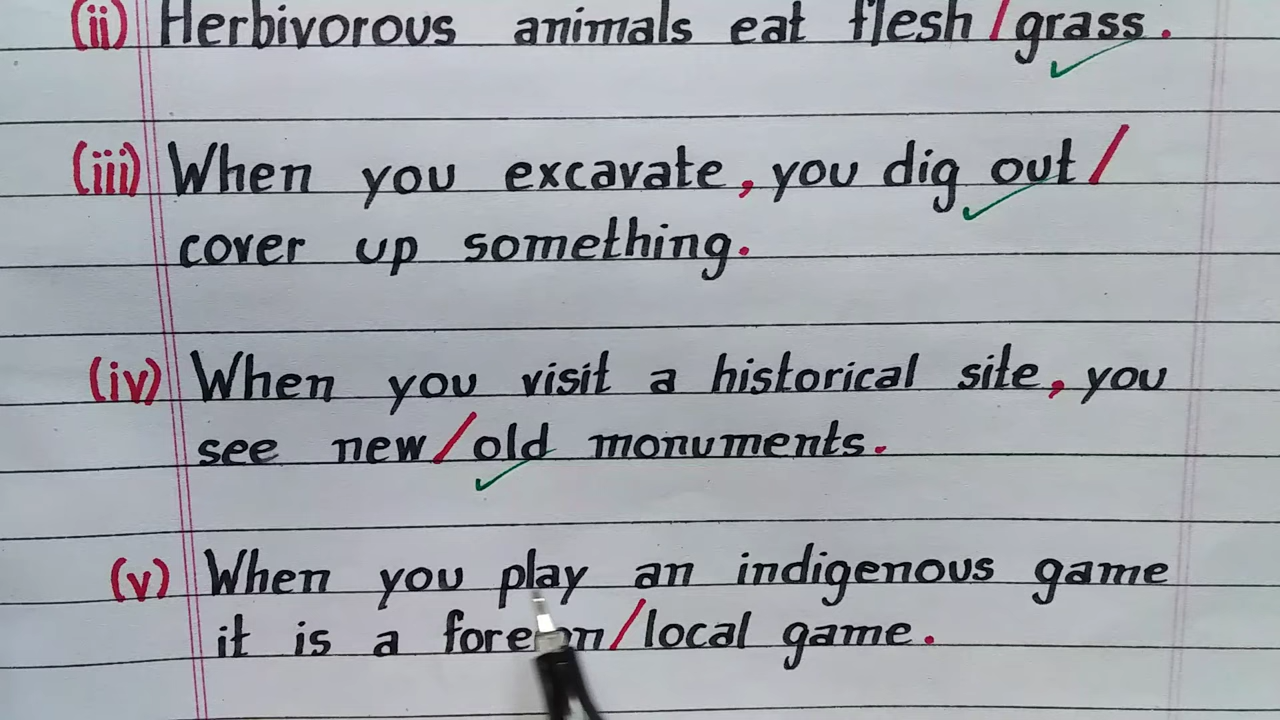 (ii) Herbivorous animals eat flesh/grass.
(iii) When you excavate, you dig out/
cover up something.
(iv) When you visit a historical site, you
see new/old monuments.
(v) When you play an indigenous game
it is a foreign/local game.